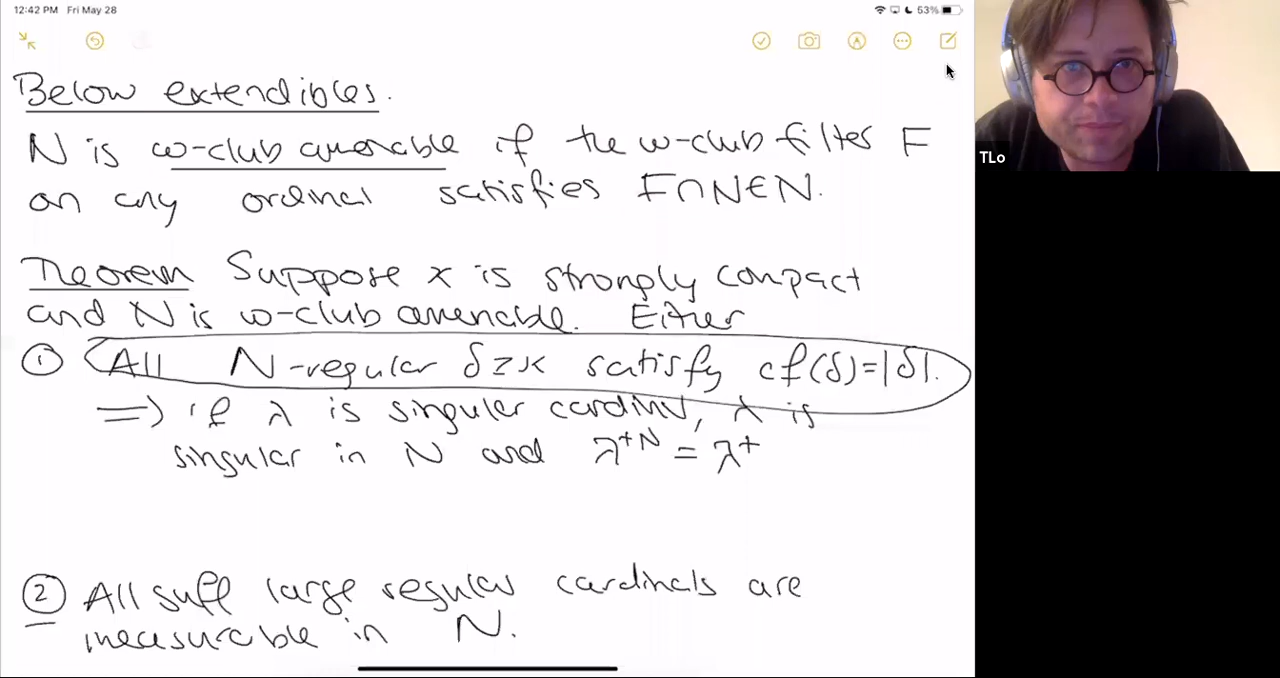 12:42 PM Fri May 28
53%
Below extendibles.
N is ω-club amenable if the ω-club filter F
on any ordinal satisfies F∩N∈N.
TLo
Theorem Suppose κ is strongly compact
and N is ω-club amenable. Either
① All N-regular δ≥κ satisfy cf(δ)=|δ|.
⇒ if λ is singular cardinal, λ is
singular in N and λ⁺ᴺ = λ⁺
② All suff large regular cardinals are
measurable in N.